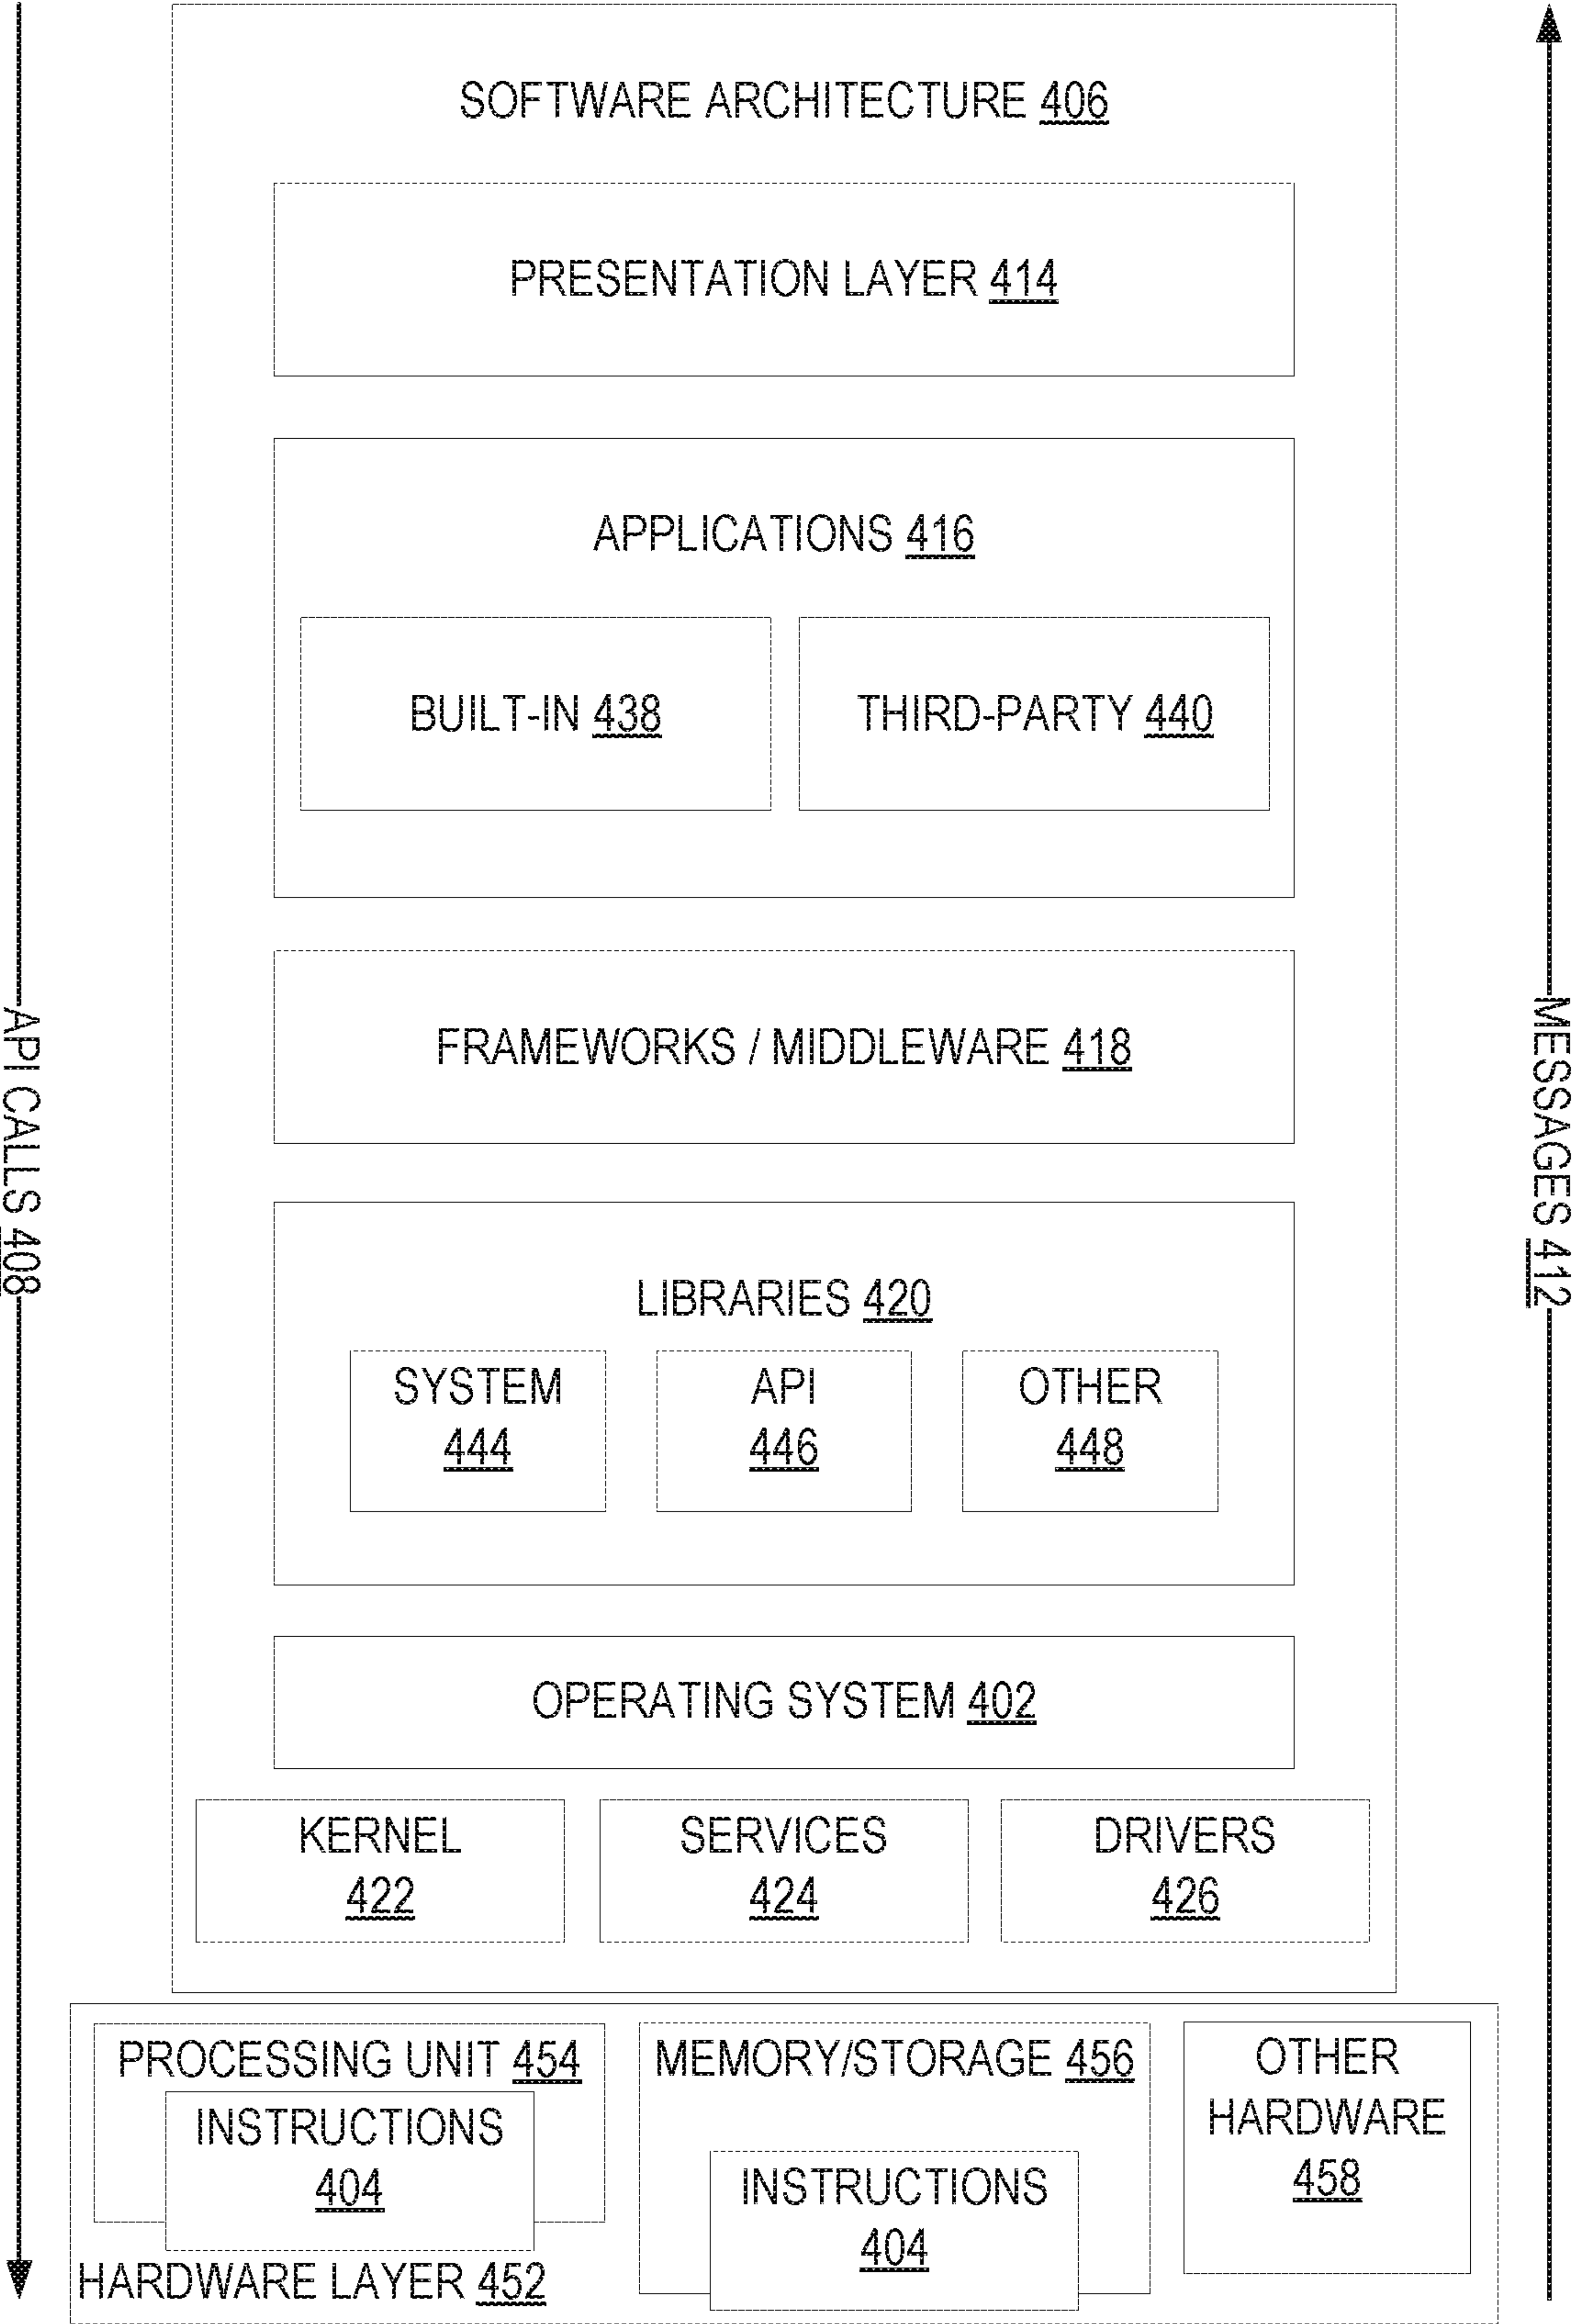 SOFTWARE ARCHITECTURE 406
PRESENTATION LAYER 414
APPLICATIONS 416
BUILT-IN 438
THIRD-PARTY 440
FRAMEWORKS / MIDDLEWARE 418
API CALLS 408
MESSAGES 412
LIBRARIES 420
SYSTEM
444
API
446
OTHER
448
OPERATING SYSTEM 402
KERNEL
422
SERVICES
424
DRIVERS
426
PROCESSING UNIT 454
INSTRUCTIONS
404
MEMORY/STORAGE 456
INSTRUCTIONS
404
OTHER
HARDWARE
458
HARDWARE LAYER 452